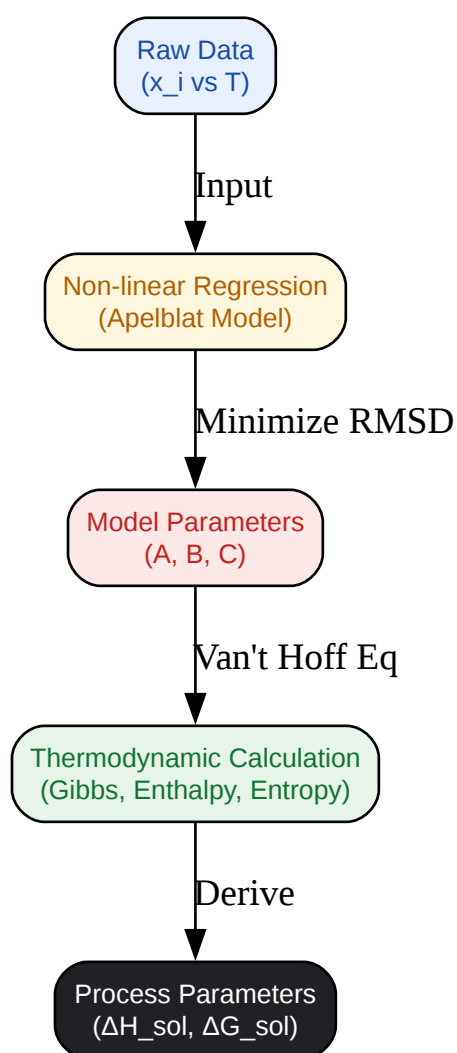 Raw Data
(x_i vs T)
Input
Non-linear Regression
(Apelblat Model)
Minimize RMSD
Model Parameters
(A, B, C)
Van't Hoff Eq
Thermodynamic Calculation
(Gibbs, Enthalpy, Entropy)
Derive
Process Parameters
(ΔH_sol, ΔG_sol)